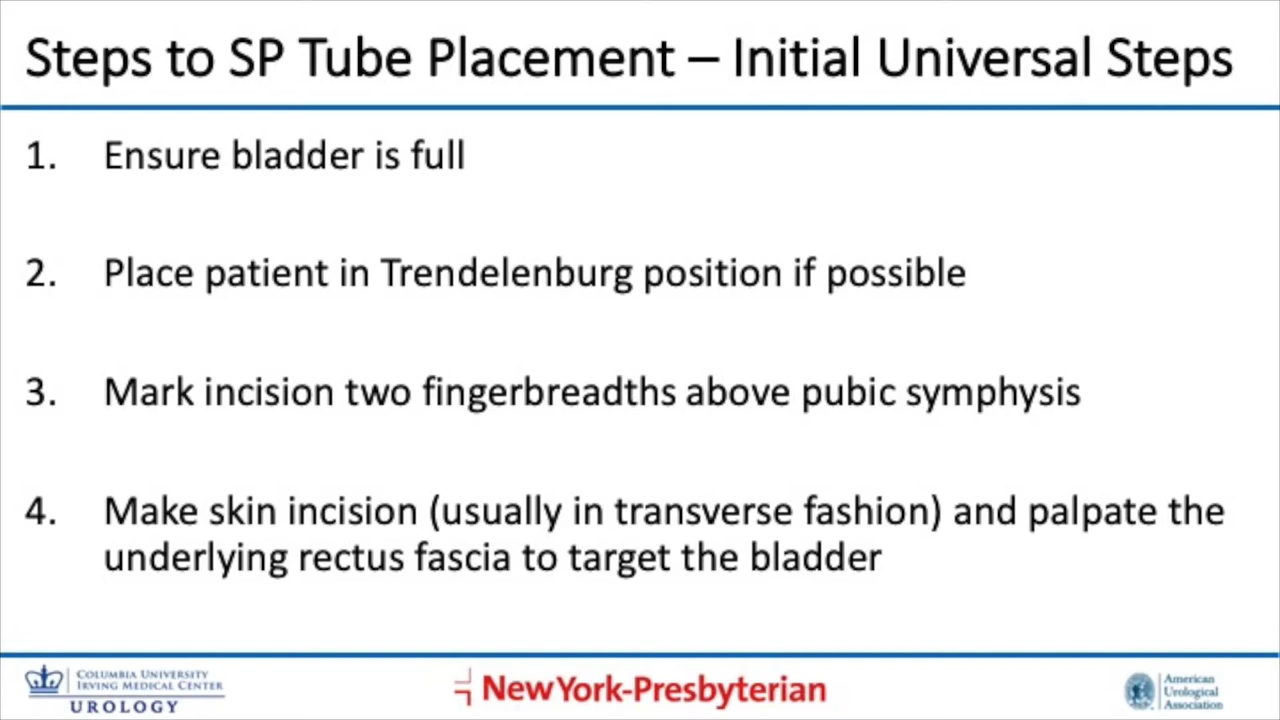 Steps to SP Tube Placement – Initial Universal Steps
1. Ensure bladder is full
2. Place patient in Trendelenburg position if possible
3. Mark incision two fingerbreadths above pubic symphysis
4. Make skin incision (usually in transverse fashion) and palpate the
underlying rectus fascia to target the bladder
COLUMBIA UNIVERSITY
IRVING MEDICAL CENTER
UROLOGY
NewYork-Presbyterian
American
Urological
Association